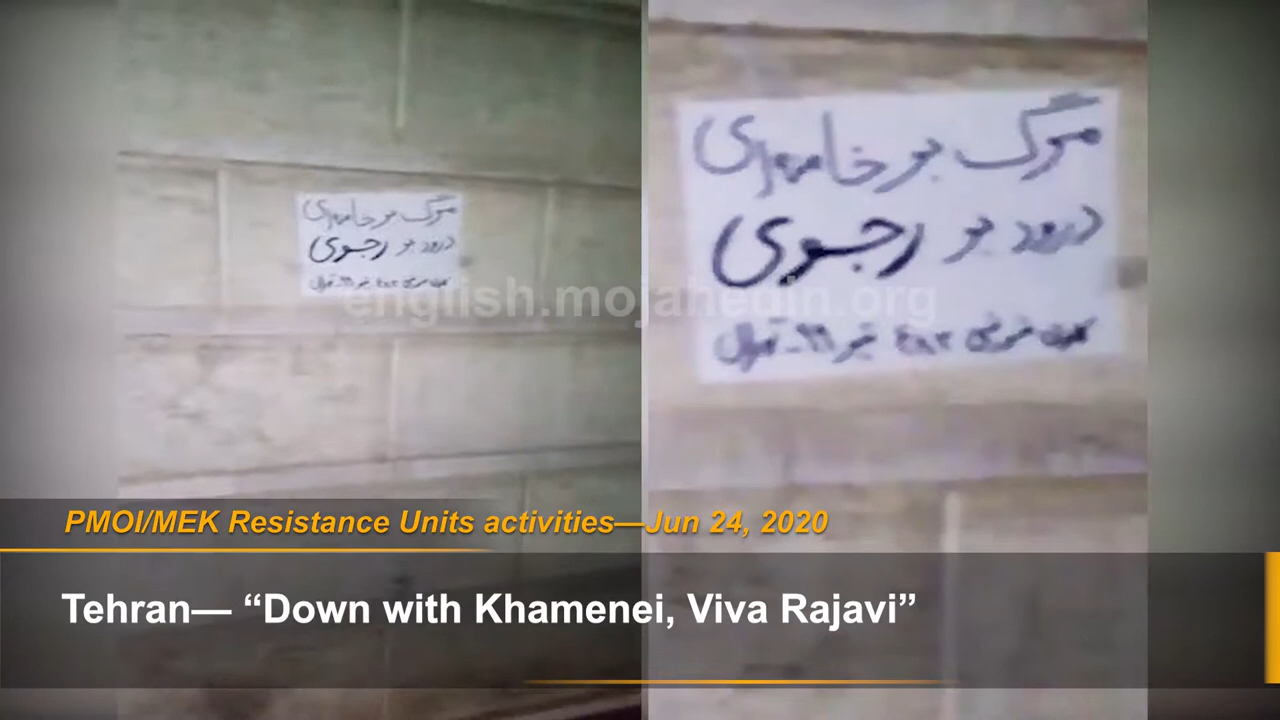 مرگ بر خامنه‌ای
درود بر رجوی
مرگ بر خامنه‌ای
درود بر رجوی
تهران
english.mojahedin.org
PMOI/MEK Resistance Units activities—Jun 24, 2020
Tehran— “Down with Khamenei, Viva Rajavi”